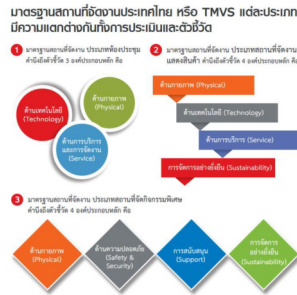 มาตรฐานสถานที่จัดงานประเทศไทย หรือ TMVS แต่ละประเภท
มีความแตกต่างกันทั้งการประเมินและตัวชี้วัด
1 มาตรฐานสถานที่จัดงาน ประเภทห้องประชุม
คำนึงถึงตัวชี้วัด 3 องค์ประกอบหลัก คือ
ด้านกายภาพ
(Physical)
ด้านเทคโนโลยี
(Technology)
ด้านการบริการ
และการจัดงาน
(Service)
2 มาตรฐานสถานที่จัดงาน ประเภทสถานที่จัดงาน
แสดงสินค้า คำนึงถึงตัวชี้วัด 4 องค์ประกอบหลัก คือ
ด้านกายภาพ (Physical)
ด้านเทคโนโลยี (Technology)
ด้านการบริการ (Service)
การจัดการอย่างยั่งยืน (Sustainability)
3 มาตรฐานสถานที่จัดงาน ประเภทสถานที่จัดกิจกรรมพิเศษ
คำนึงถึงตัวชี้วัด 4 องค์ประกอบหลัก คือ
ด้านกายภาพ
(Physical)
ด้านความปลอดภัย
(Safety &
Security)
การสนับสนุน
(Support)
การจัดการ
อย่างยั่งยืน
(Sustainability)